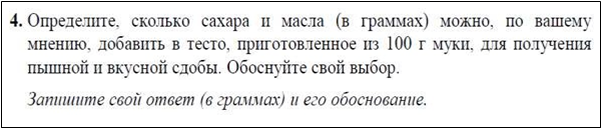 4. Определите, сколько сахара и масла (в граммах) можно, по вашему
мнению, добавить в тесто, приготовленное из 100 г муки, для получения
пышной и вкусной сдобы. Обоснуйте свой выбор.
Запишите свой ответ (в граммах) и его обоснование.